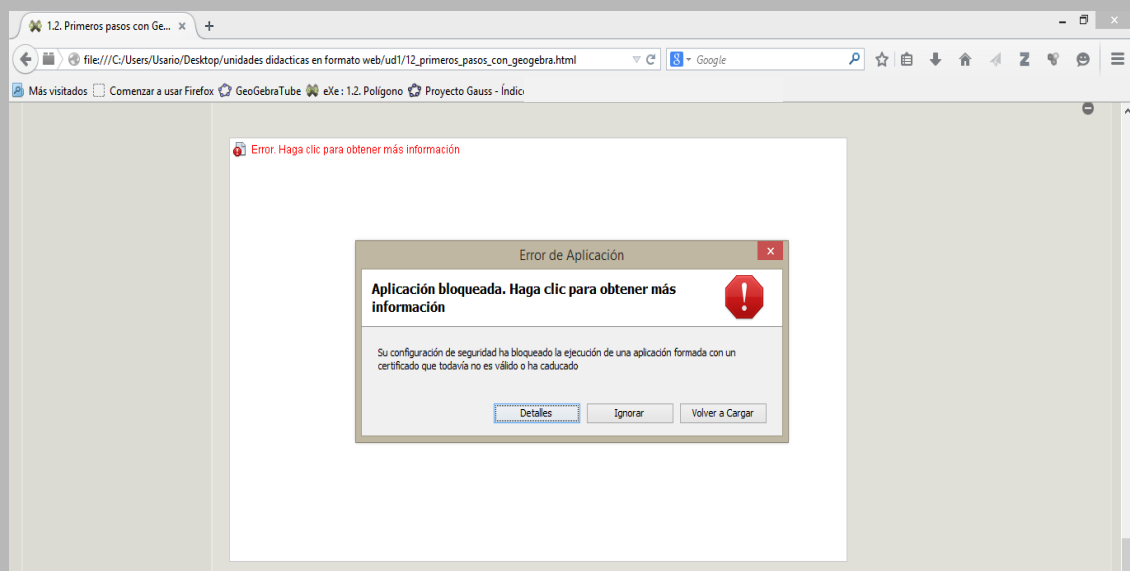 1.2. Primeros pasos con Ge... × +
file:///C:/Users/Usario/Desktop/unidades didacticas en formato web/ud1/12_primeros_pasos_con_geogebra.html
Google
Más visitados Comenzar a usar Firefox GeoGebraTube eXe : 1.2. Polígono Proyecto Gauss - Índic
Error. Haga clic para obtener más información
Error de Aplicación
Aplicación bloqueada. Haga clic para obtener más
información
Su configuración de seguridad ha bloqueado la ejecución de una aplicación formada con un
certificado que todavía no es válido o ha caducado
Detalles Ignorar Volver a Cargar